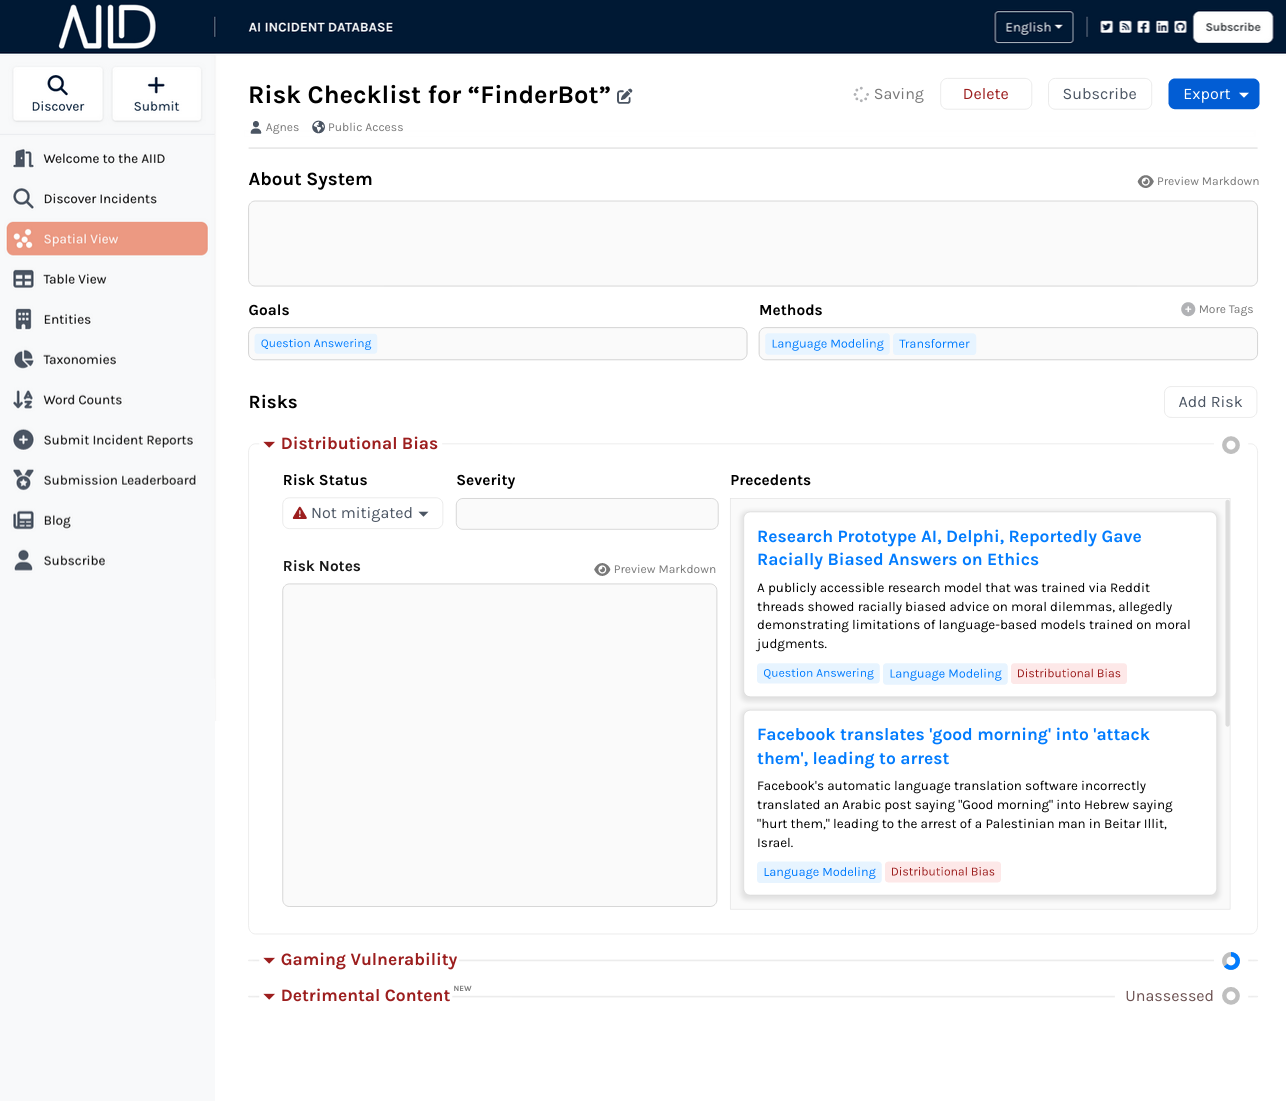 AIID
AI INCIDENT DATABASE
English
Subscribe
Discover
Submit
Welcome to the AIID
Discover Incidents
Spatial View
Table View
Entities
Taxonomies
Word Counts
Submit Incident Reports
Submission Leaderboard
Blog
Subscribe
Risk Checklist for “FinderBot”
Saving
Delete
Subscribe
Export
Agnes
Public Access
About System
Preview Markdown
Goals
Question Answering
Methods
More Tags
Language Modeling Transformer
Risks
Add Risk
Distributional Bias
Risk Status
Not mitigated
Severity
Risk Notes
Preview Markdown
Precedents
Research Prototype AI, Delphi, Reportedly Gave
Racially Biased Answers on Ethics
A publicly accessible research model that was trained via Reddit
threads showed racially biased advice on moral dilemmas, allegedly
demonstrating limitations of language-based models trained on moral
judgments.
Question Answering Language Modeling Distributional Bias
Facebook translates 'good morning' into 'attack
them', leading to arrest
Facebook's automatic language translation software incorrectly
translated an Arabic post saying "Good morning" into Hebrew saying
"hurt them," leading to the arrest of a Palestinian man in Beitar Illit,
Israel.
Language Modeling Distributional Bias
Gaming Vulnerability
Detrimental Content NEW
Unassessed